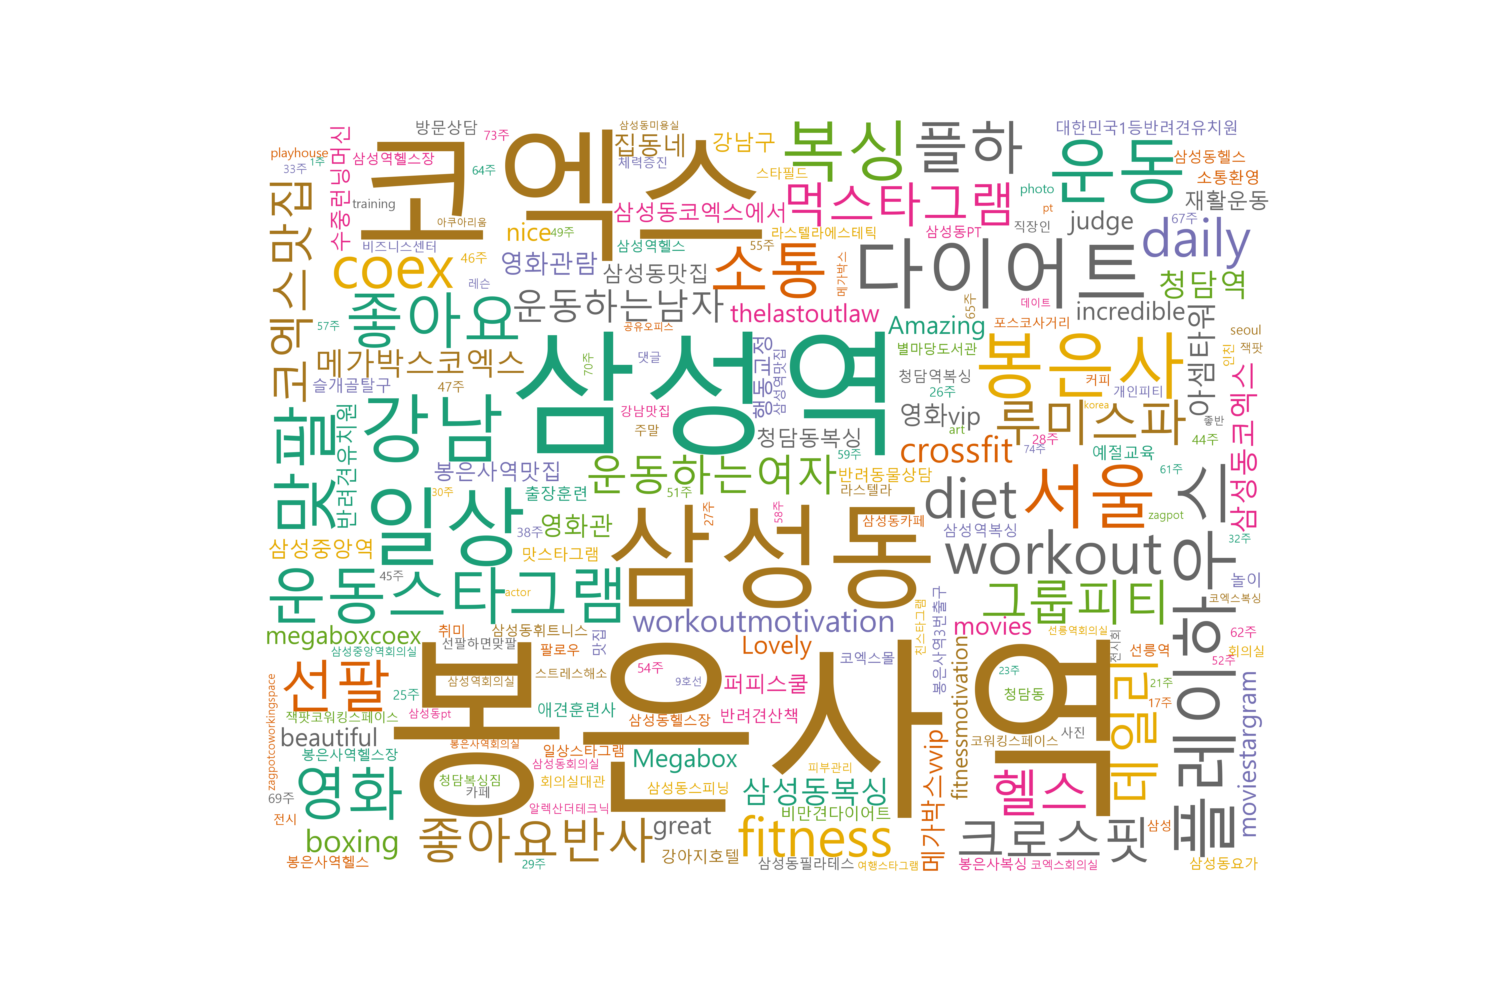 방문상담
73주
삼성동미용실
집동네
강남구
복싱
플하
대한민국1등반려견유치원
운동
playhouse
1주
33주
삼성역헬스장
64주
코엑스
체력증진
스타필드
먹스타그램
photo
pt
삼성동헬스
소통환영
재활운동
수중런닝머신
training
아쿠아리움
삼성동코엑스에서
nice
49주
라스텔라에스테틱
삼성동PT
직장인
judge
67주
daily
코엑스맛집
비즈니스센터
coex
46주
영화관람
삼성역헬스
55주
삼성동맛집
소통
메가박스
다이어트
65주
청담역
레슨
좋아요
운동하는남자
thelastoutlaw
데이트
incredible
57주
공유오피스
Amazing
포스코사거리
아셈타워
seoul
잭팟
메가박스코엑스
삼성역
70주
댓글
행동교정
삼성역맛집
별마당도서관
봉은사
인친
슬개골탈구
47주
청담역복싱
26주
커피
개인피티
삼성동코엑스
맞팔
반려견유치원
강남
강남맛집
주말
청담동복싱
영화vip
art
루미스파
korea
좋반
28주
74주
44주
봉은사역맛집
운동하는여자
59주
반려동물상담
crossfit
예절교육
61주
30주
출장훈련
51주
라스텔라
diet
서울
zagpot
일상
38주
영화관
27주
58주
삼성동카페
삼성역복싱
32주
삼성중앙역
맛스타그램
삼성동
workout
플레이하우스
놀이
코엑스복싱
45주
운동스타그램
actor
workoutmotivation
진스타그램
봉은사역3번출구
그룹피티
megaboxcoex
취미
삼성동휘트니스
맛집
Lovely
movies
선릉역회의실
62주
삼성중앙역회의실
선팔하면맞팔
팔로우
코엑스몰
fitnessmotivation
전시회
선릉역
회의실
52주
선팔
봉은사역
삼성역회의실
스트레스해소
54주
9호선
퍼피스쿨
23주
청담동
데일리
21주
17주
25주
zagpotcoworkingspace
잭팟코워킹스페이스
삼성동pt
애견훈련사
삼성동헬스장
반려견산책
코워킹스페이스
사진
moviestargram
beautiful
봉은사역회의실
일상스타그램
봉은사역헬스장
삼성동회의실
Megabox
피부관리
메가박스vvip
영화
청담복싱짐
카페
회의실대관
삼성동스피닝
삼성동복싱
헬스
69주
전시
알렉산더테크닉
비만견다이어트
삼성
boxing
좋아요반사
great
fitness
크로스핏
봉은사역헬스
29주
강아지호텔
삼성동필라테스
여행스타그램
봉은사복싱
코엑스회의실
삼성동요가